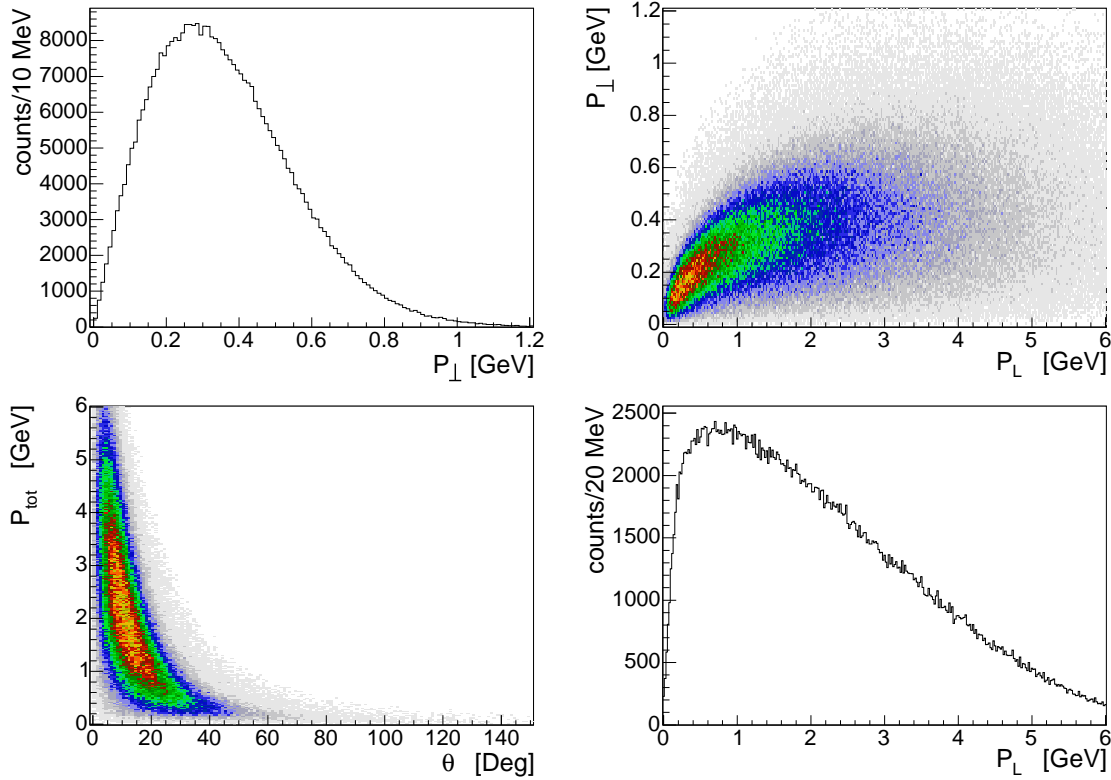 counts/10 MeV
8000
7000
6000
5000
4000
3000
2000
1000
0
0 0.2 0.4 0.6 0.8 1 1.2
P⊥ [GeV]
P⊥ [GeV]
1.2
1
0.8
0.6
0.4
0.2
0
0 1 2 3 4 5 6
P_L [GeV]
P_tot [GeV]
6
5
4
3
2
1
0
0 20 40 60 80 100 120 140
θ [Deg]
counts/20 MeV
2500
2000
1500
1000
500
0
0 1 2 3 4 5 6
P_L [GeV]